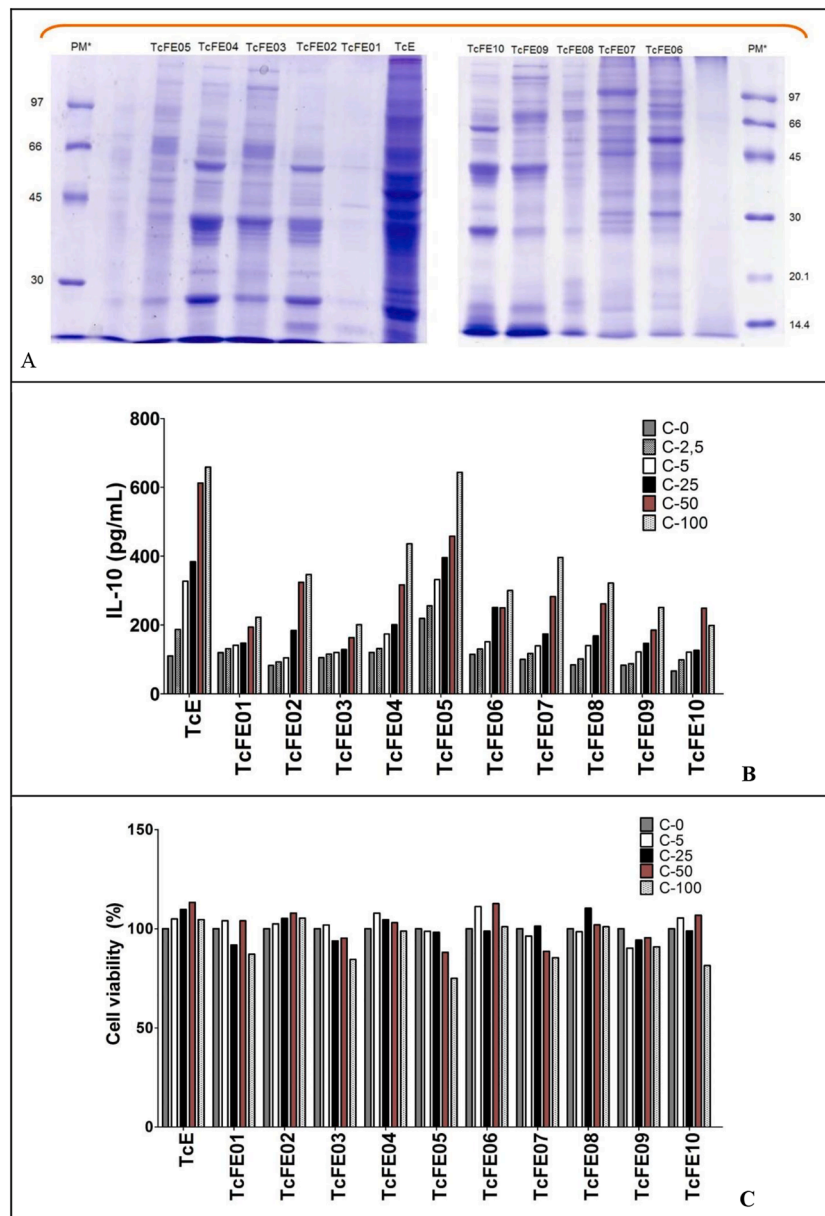 PM* TcFE05 TcFE04 TcFE03 TcFE02 TcFE01 TcE
97
66
45
30
TcFE10 TcFE09 TcFE08 TcFE07 TcFE06 PM*
97
66
45
30
20.1
14.4
A
IL-10 (pg/mL)
800
600
400
200
0
C-0
C-2,5
C-5
C-25
C-50
C-100
TcE
TcFE01
TcFE02
TcFE03
TcFE04
TcFE05
TcFE06
TcFE07
TcFE08
TcFE09
TcFE10
B
Cell viability (%)
150
100
50
0
C-0
C-5
C-25
C-50
C-100
TcE
TcFE01
TcFE02
TcFE03
TcFE04
TcFE05
TcFE06
TcFE07
TcFE08
TcFE09
TcFE10
C